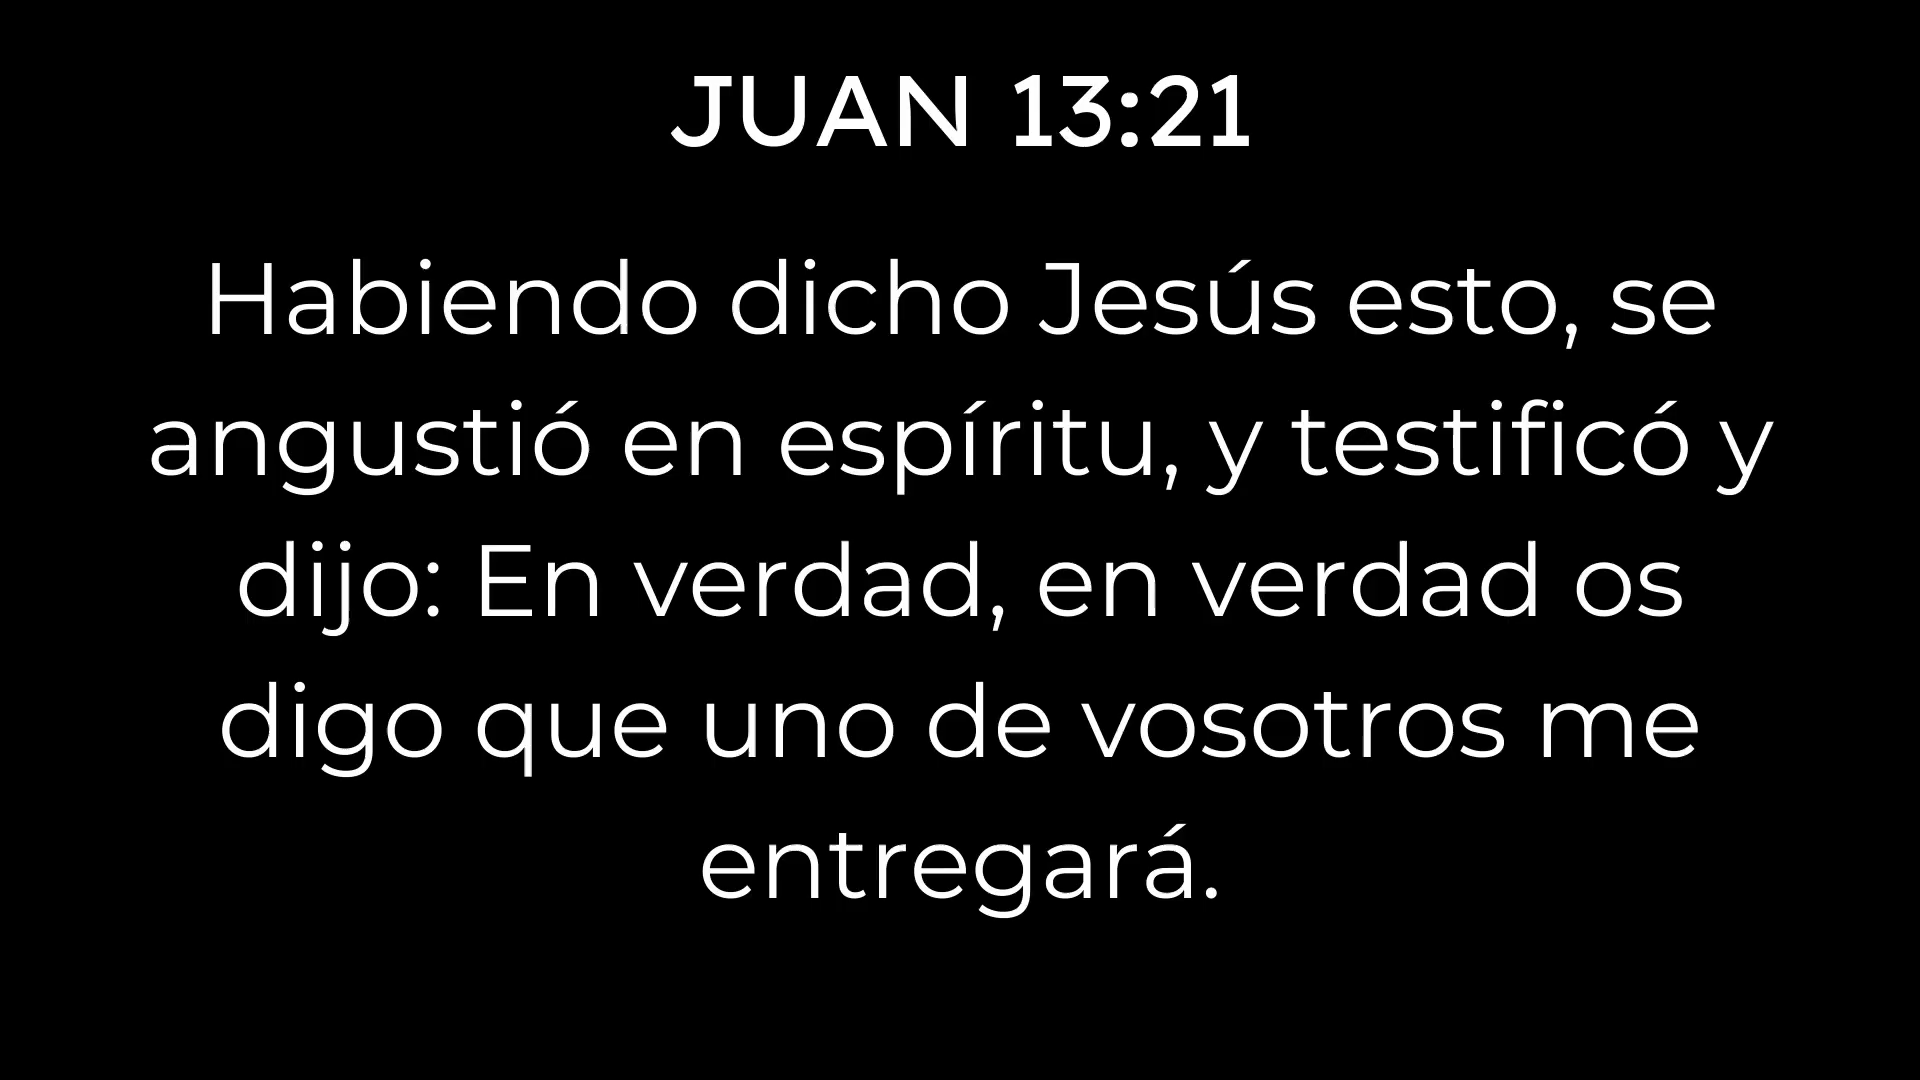 JUAN 13:21
Habiendo dicho Jesús esto, se
angustió en espíritu, y testificó y
dijo: En verdad, en verdad os
digo que uno de vosotros me
entregará.